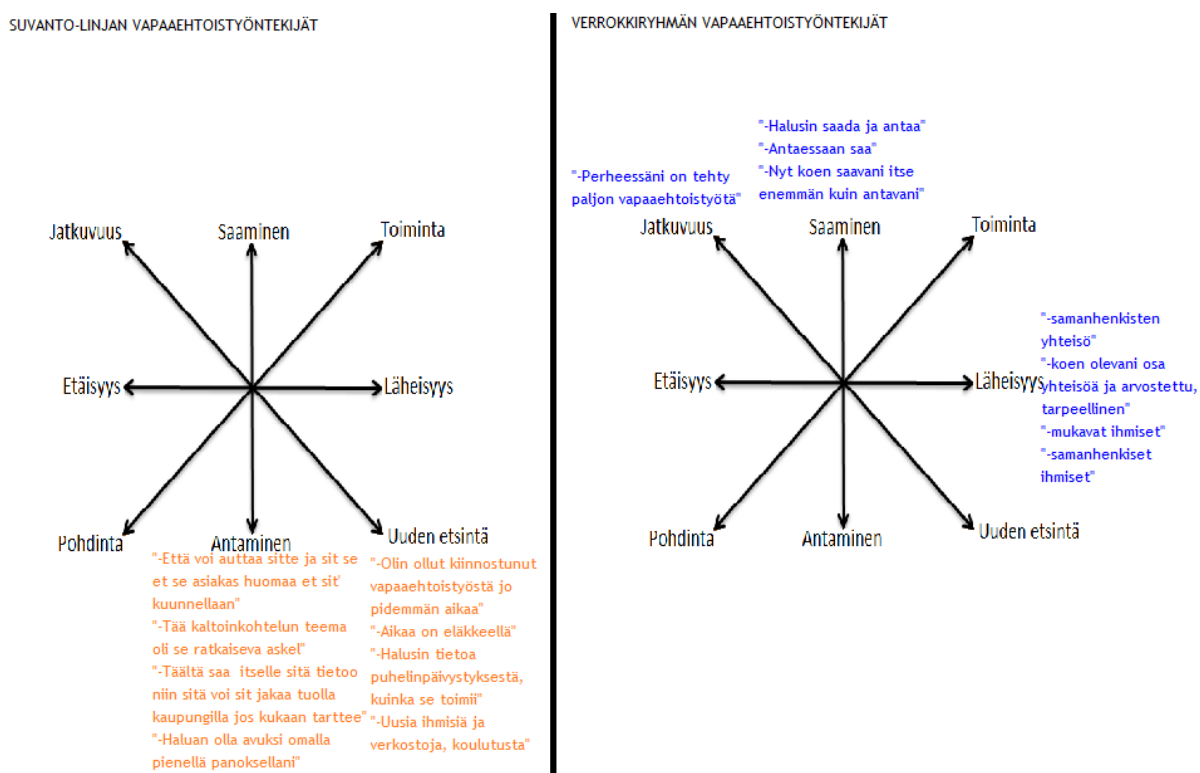 SUVANTO-LINJAN VAPAAEHTOISTYÖNTEKIJÄT
Jatkuvuus
Saaminen
Toiminta
Etäisyys
Läheisyys
Pohdinta
Antaminen
Uuden etsintä
"-Että voi auttaa sitte ja sit se
et se asiakas huomaa et sit'
kuunnellaan"
"-Tää kaltoinkohtelun teema
oli se ratkaiseva askel"
"-Täältä saa itselle sitä tietoo
niin sitä voi sit jakaa tuolla
kaupungilla jos kukaan tarttee"
"-Haluan olla avuksi omalla
pienellä panoksellani"
"-Olin ollut kiinnostunut
vapaaehtoistyöstä jo
pidemmän aikaa"
"-Aikaa on eläkkeellä"
"-Halusin tietoa
puhelinpäivystyksestä,
kuinka se toimii"
"-Uusia ihmisiä ja
verkostoja, koulutusta"
VERROKKIRYHMÄN VAPAAEHTOISTYÖNTEKIJÄT
"-Perheessäni on tehty
paljon vapaaehtoistyötä"
"-Halusin saada ja antaa"
"-Antaessaan saa"
"-Nyt koen saavani itse
enemmän kuin antavani"
Jatkuvuus
Saaminen
Toiminta
Etäisyys
Läheisyys
"-samanhenkisten
yhteisö"
"-koen olevani osa
yhteisöä ja arvostettu,
tarpeellinen"
"-mukavat ihmiset"
"-samanhenkiset
ihmiset"
Pohdinta
Antaminen
Uuden etsintä